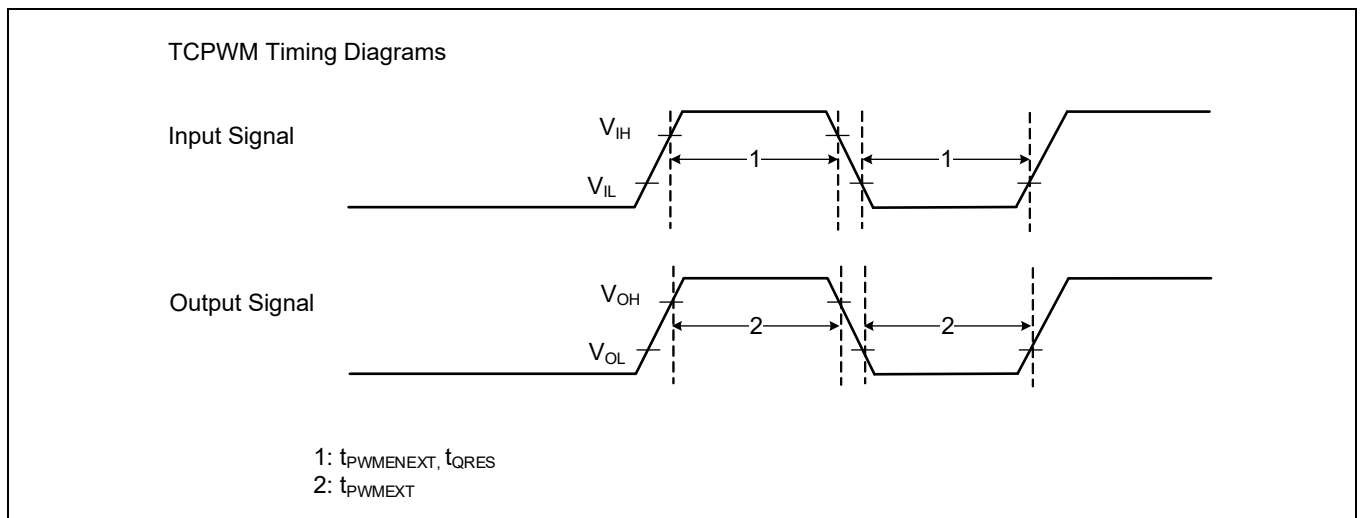 TCPWM Timing Diagrams
Input Signal
VIH
1
1
VIL
Output Signal
VOH
2
2
VOL
1: tPWMENEXT, tQRES
2: tPWMEXT